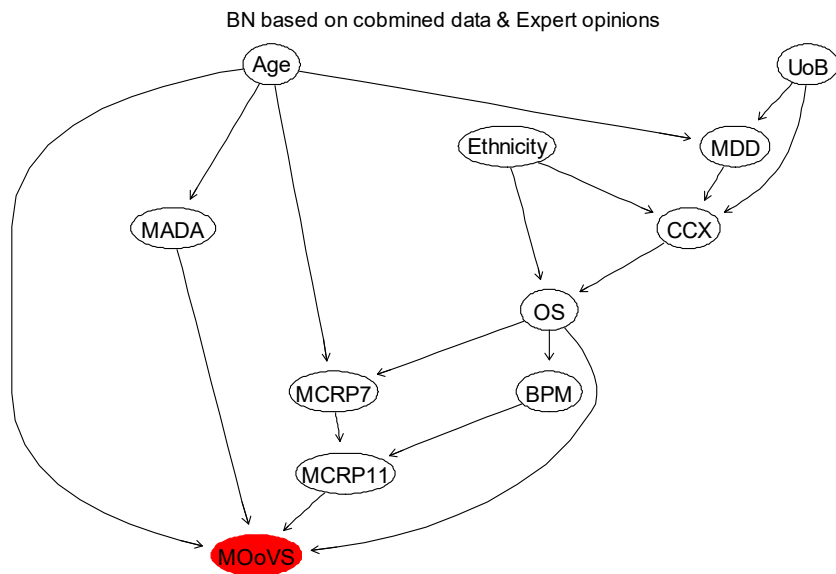 BN based on cobmined data & Expert opinions
Age
UoB
Ethnicity
MDD
MADA
CCX
OS
MCRP7
BPM
MCRP11
MOoVS